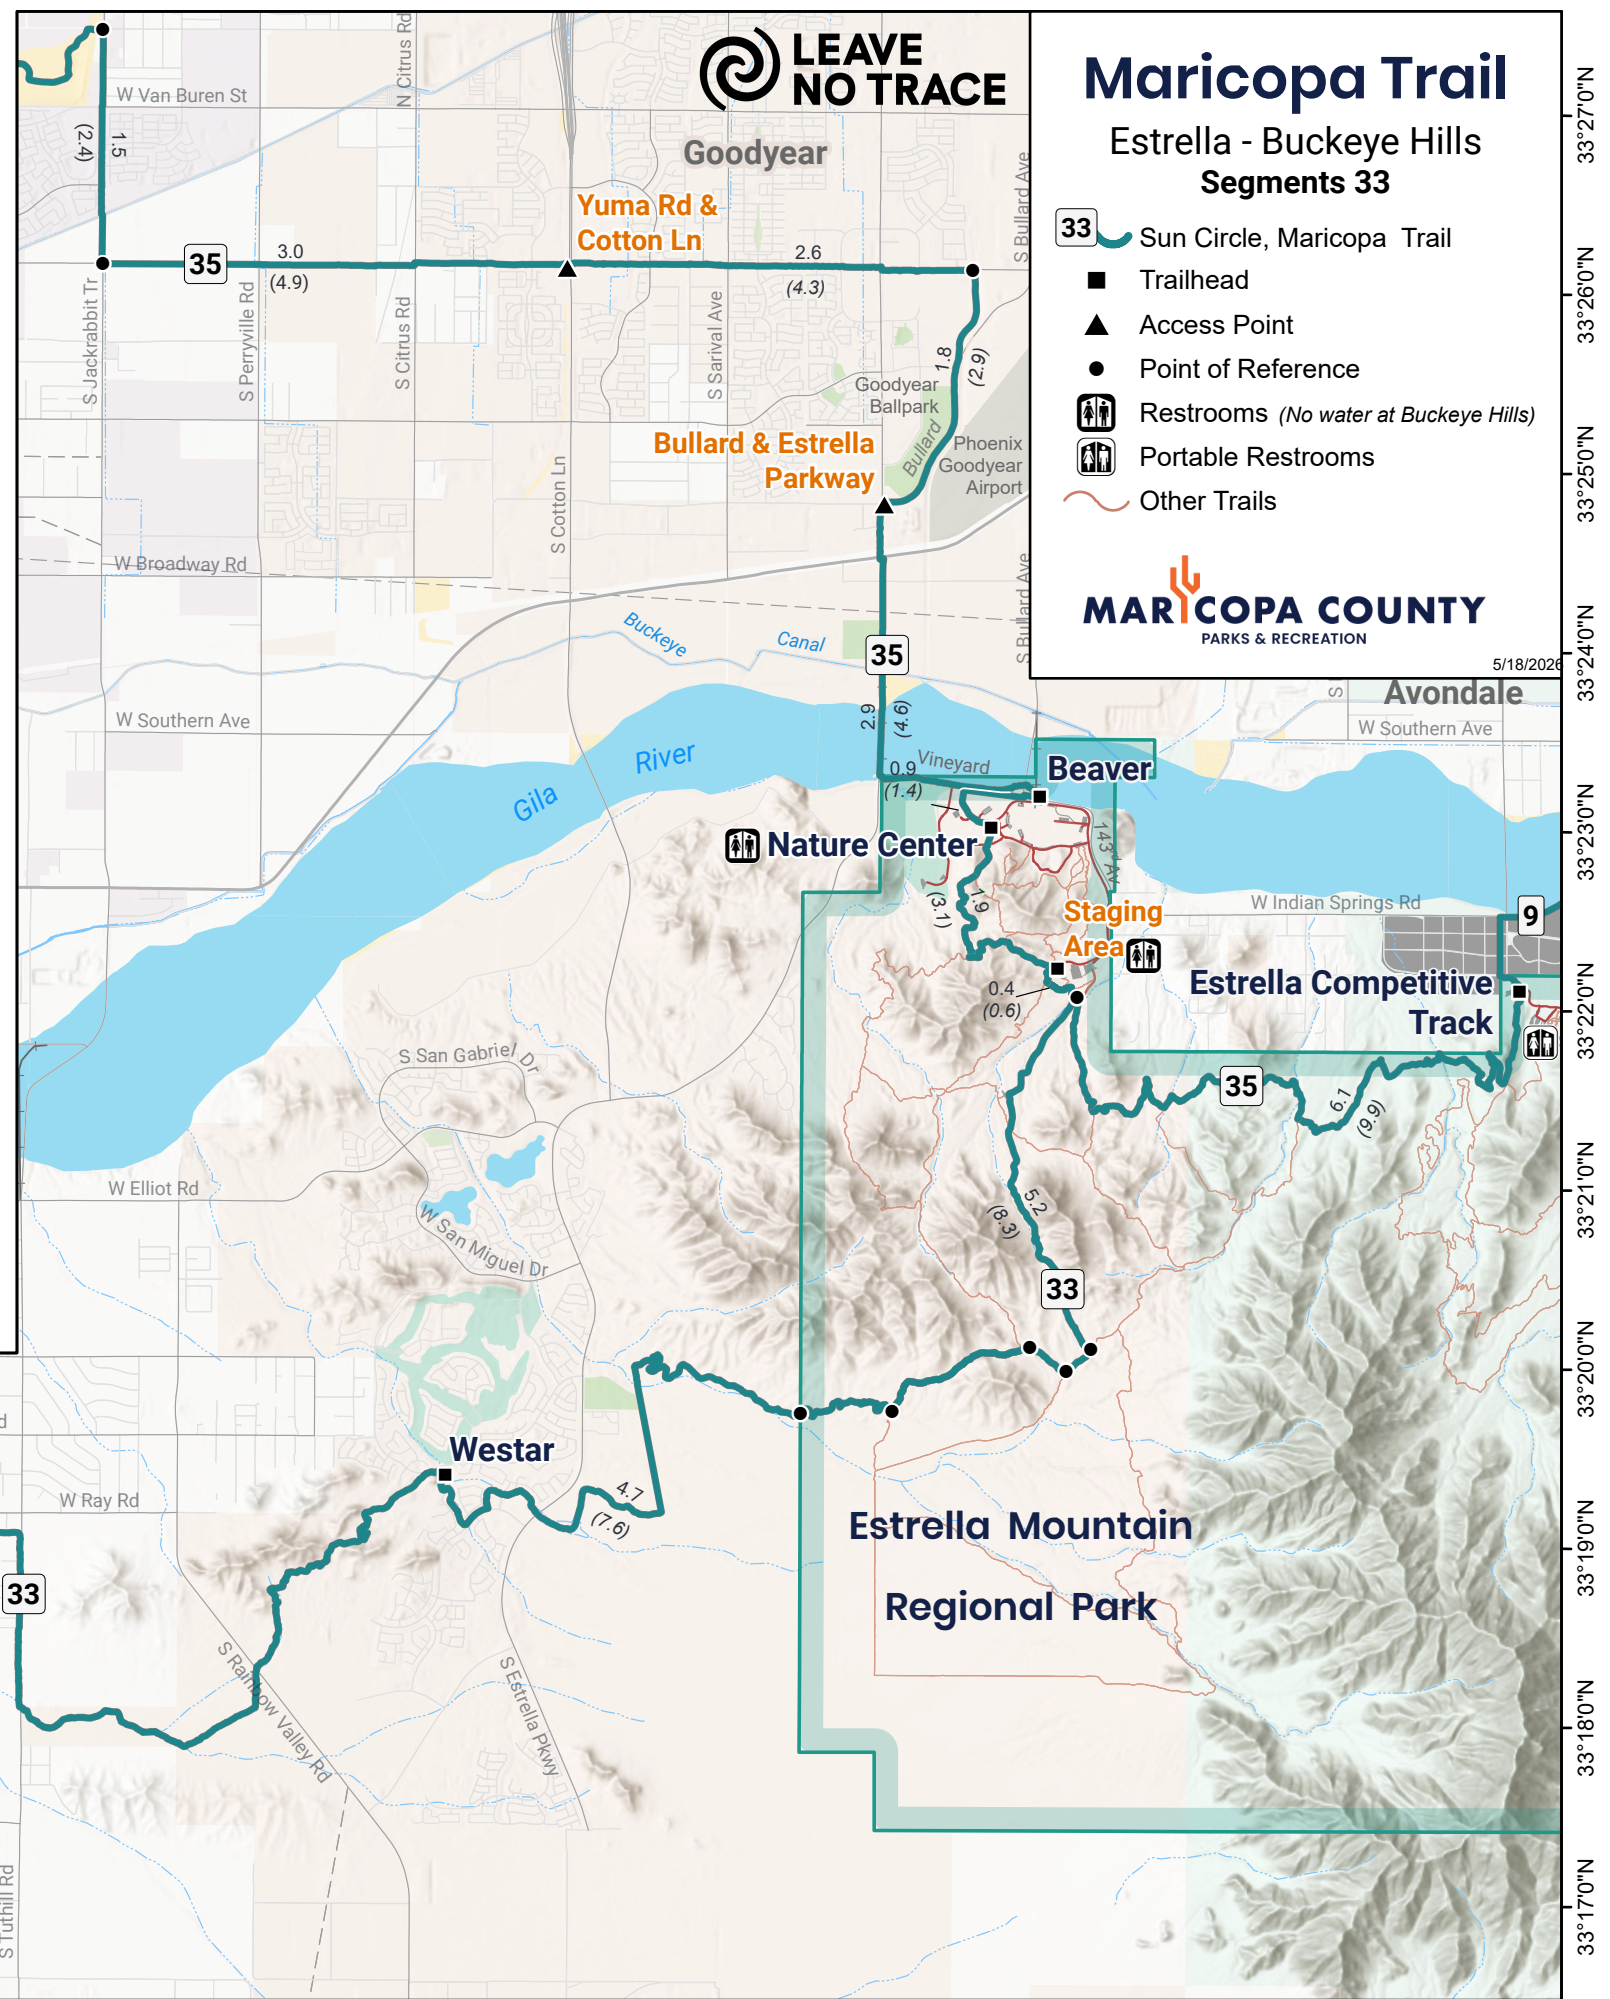 LEAVE
NO TRACE
Maricopa Trail
Estrella - Buckeye Hills
Segments 33
33
Sun Circle, Maricopa Trail
Trailhead
Access Point
Point of Reference
Restrooms (No water at Buckeye Hills)
Portable Restrooms
Other Trails
MARICOPA COUNTY
PARKS & RECREATION
5/18/2026
33°27'0"N
33°26'0"N
33°25'0"N
33°24'0"N
33°23'0"N
33°22'0"N
33°21'0"N
33°20'0"N
33°19'0"N
33°18'0"N
33°17'0"N
W Van Buren St
N Citrus Rd
Goodyear
S Bullard Ave
1.5
(2.4)
Yuma Rd &
Cotton Ln
35
3.0
(4.9)
2.6
(4.3)
S Jackrabbit Tr
S Perryville Rd
S Citrus Rd
S Sarival Ave
1.8
(2.9)
Goodyear
Ballpark
Bullard
Bullard & Estrella
Parkway
Phoenix
Goodyear
Airport
S Cotton Ln
W Broadway Rd
S Bullard Ave
Buckeye
Canal
35
W Southern Ave
Avondale
W Southern Ave
2.9
(4.6)
River
Gila
Vineyard
0.9
(1.4)
Beaver
Nature Center
143rd Av
1.9
(3.1)
Staging
Area
W Indian Springs Rd
9
Estrella Competitive
Track
0.4
(0.6)
S San Gabriel Dr
35
6.1
(9.9)
W Elliot Rd
W San Miguel Dr
5.2
(8.3)
33
Westar
W Ray Rd
4.7
(7.6)
Estrella Mountain
Regional Park
33
S Rainbow Valley Rd
S Estrella Pkwy
S Tuthill Rd